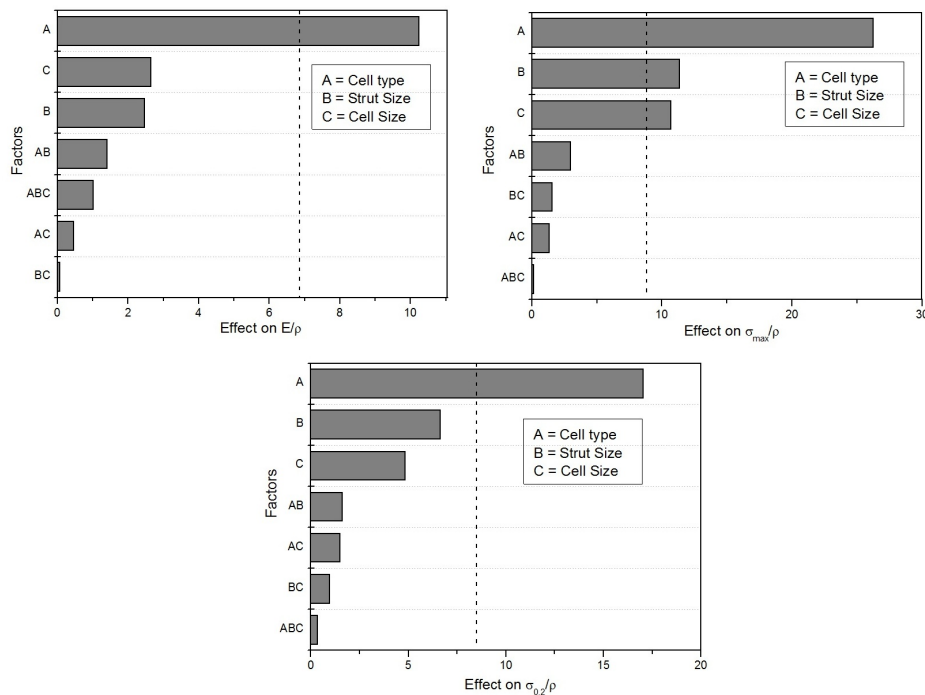 A
C
B
AB
ABC
AC
BC
Factors
A = Cell type
B = Strut Size
C = Cell Size
0 2 4 6 8 10
Effect on E/ρ
A
B
C
AB
BC
AC
ABC
Factors
A = Cell type
B = Strut Size
C = Cell Size
0 10 20 30
Effect on σmax/ρ
A
B
C
AB
AC
BC
ABC
Factors
A = Cell type
B = Strut Size
C = Cell Size
0 5 10 15 20
Effect on σ0.2/ρ